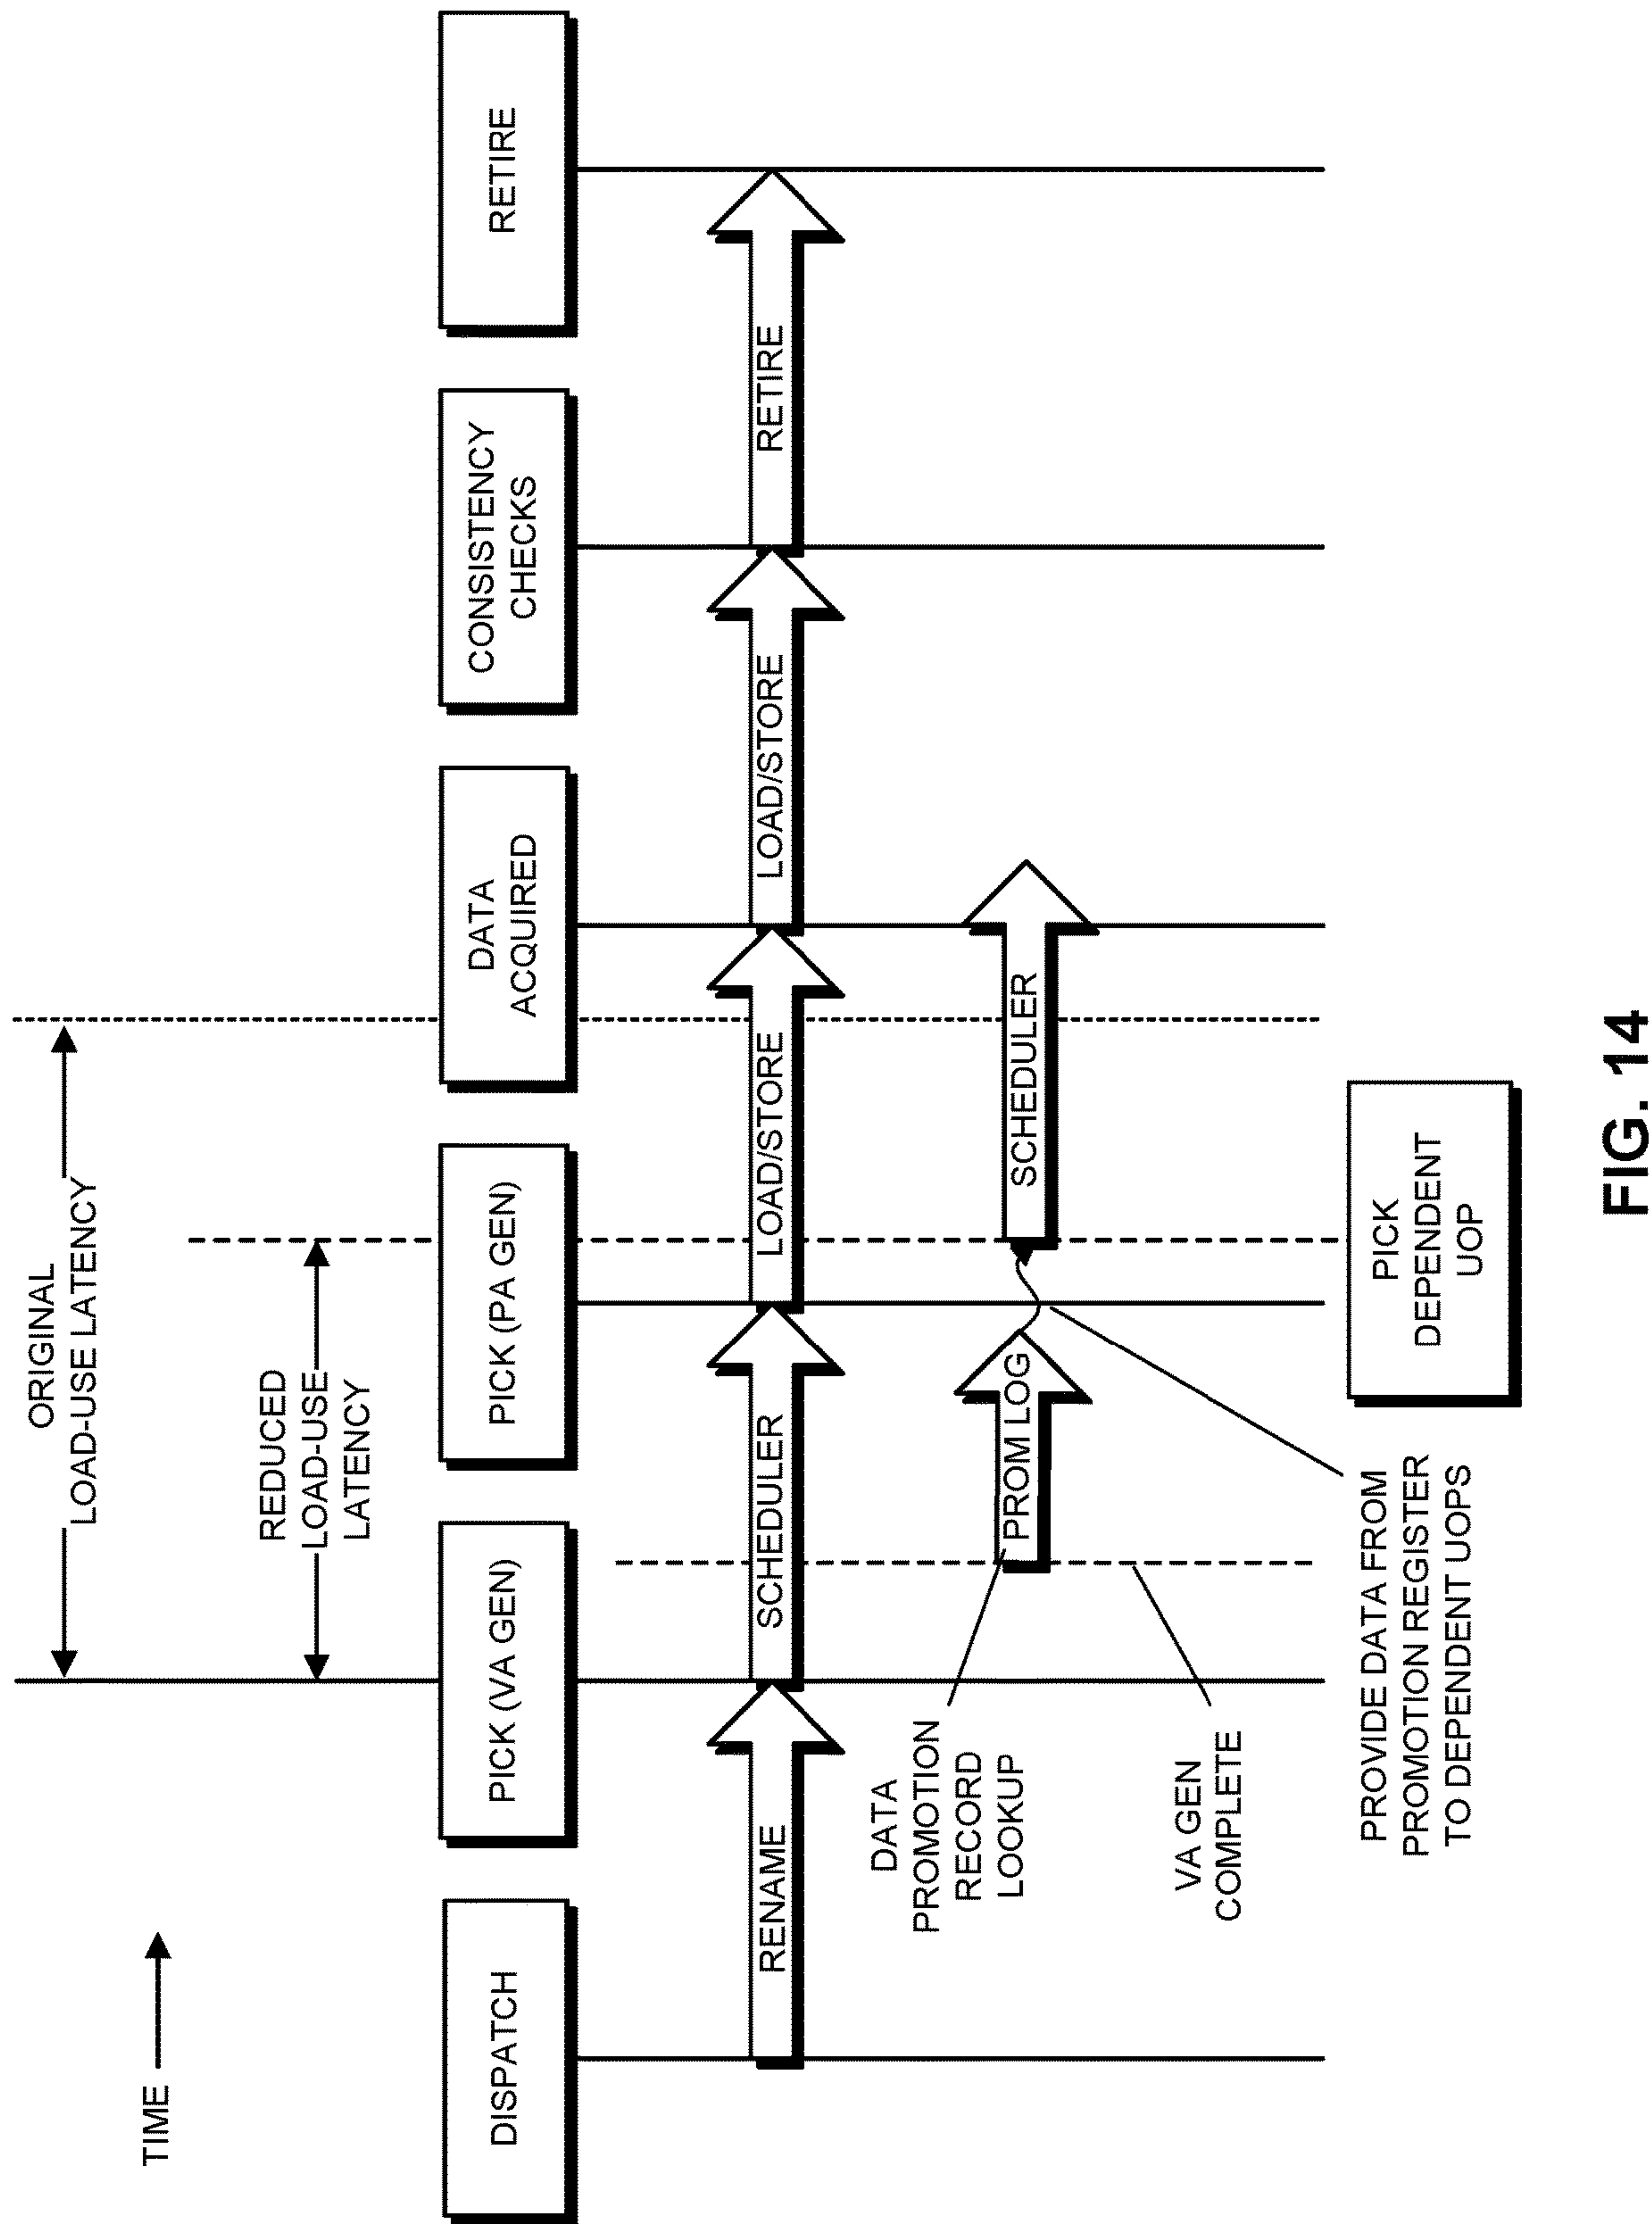 TIME
ORIGINAL
LOAD-USE LATENCY
REDUCED
LOAD-USE
LATENCY
DISPATCH
PICK (VA GEN)
PICK (PA GEN)
DATA
ACQUIRED
CONSISTENCY
CHECKS
RETIRE
RENAME
SCHEDULER
LOAD/STORE
LOAD/STORE
RETIRE
DATA
PROMOTION
RECORD
LOOKUP
PROM LOG
SCHEDULER
VA GEN
COMPLETE
PROVIDE DATA FROM
PROMOTION REGISTER
TO DEPENDENT UOPS
PICK
DEPENDENT
UOP
FIG. 14